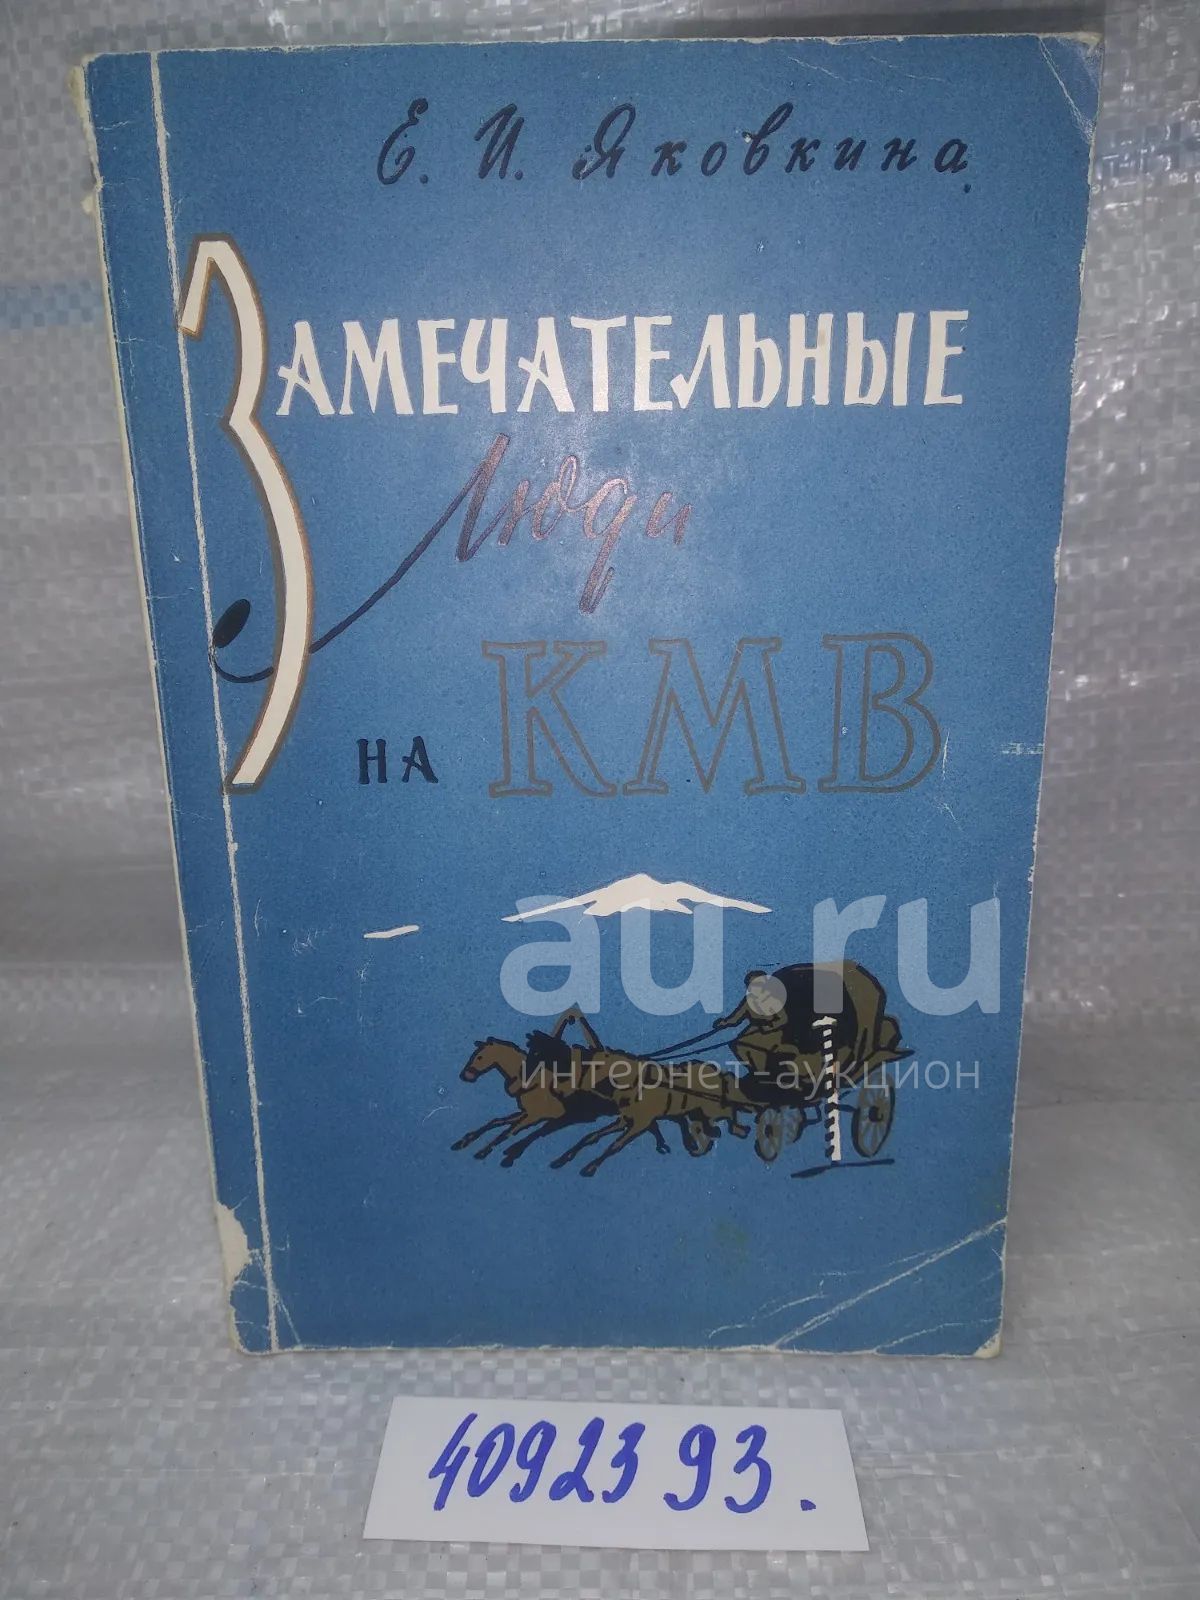 Е. И. Яковкина
ЗАМЕЧАТЕЛЬНЫЕ
Люди
НА КМВ
au.ru
интернет-аукцион
4092393.